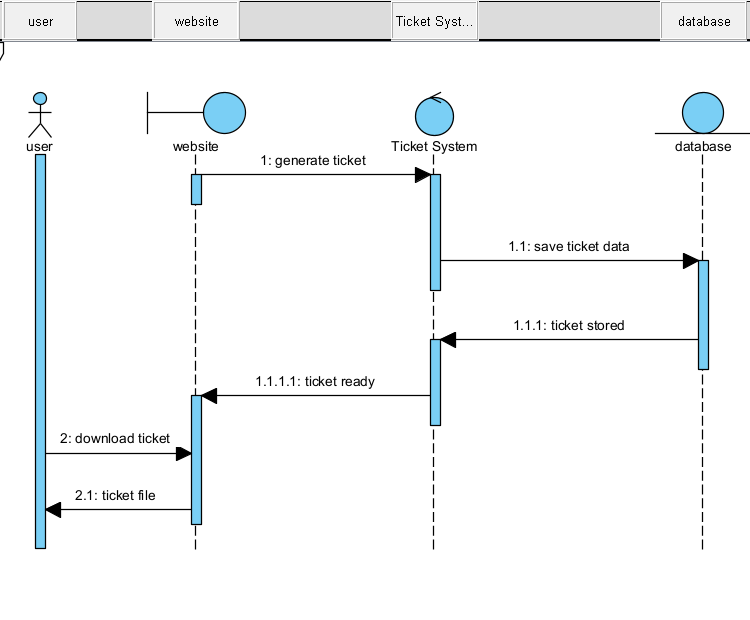 user
website
Ticket Syst...
database
user
website
Ticket System
database
1: generate ticket
1.1: save ticket data
1.1.1: ticket stored
1.1.1.1: ticket ready
2: download ticket
2.1: ticket file